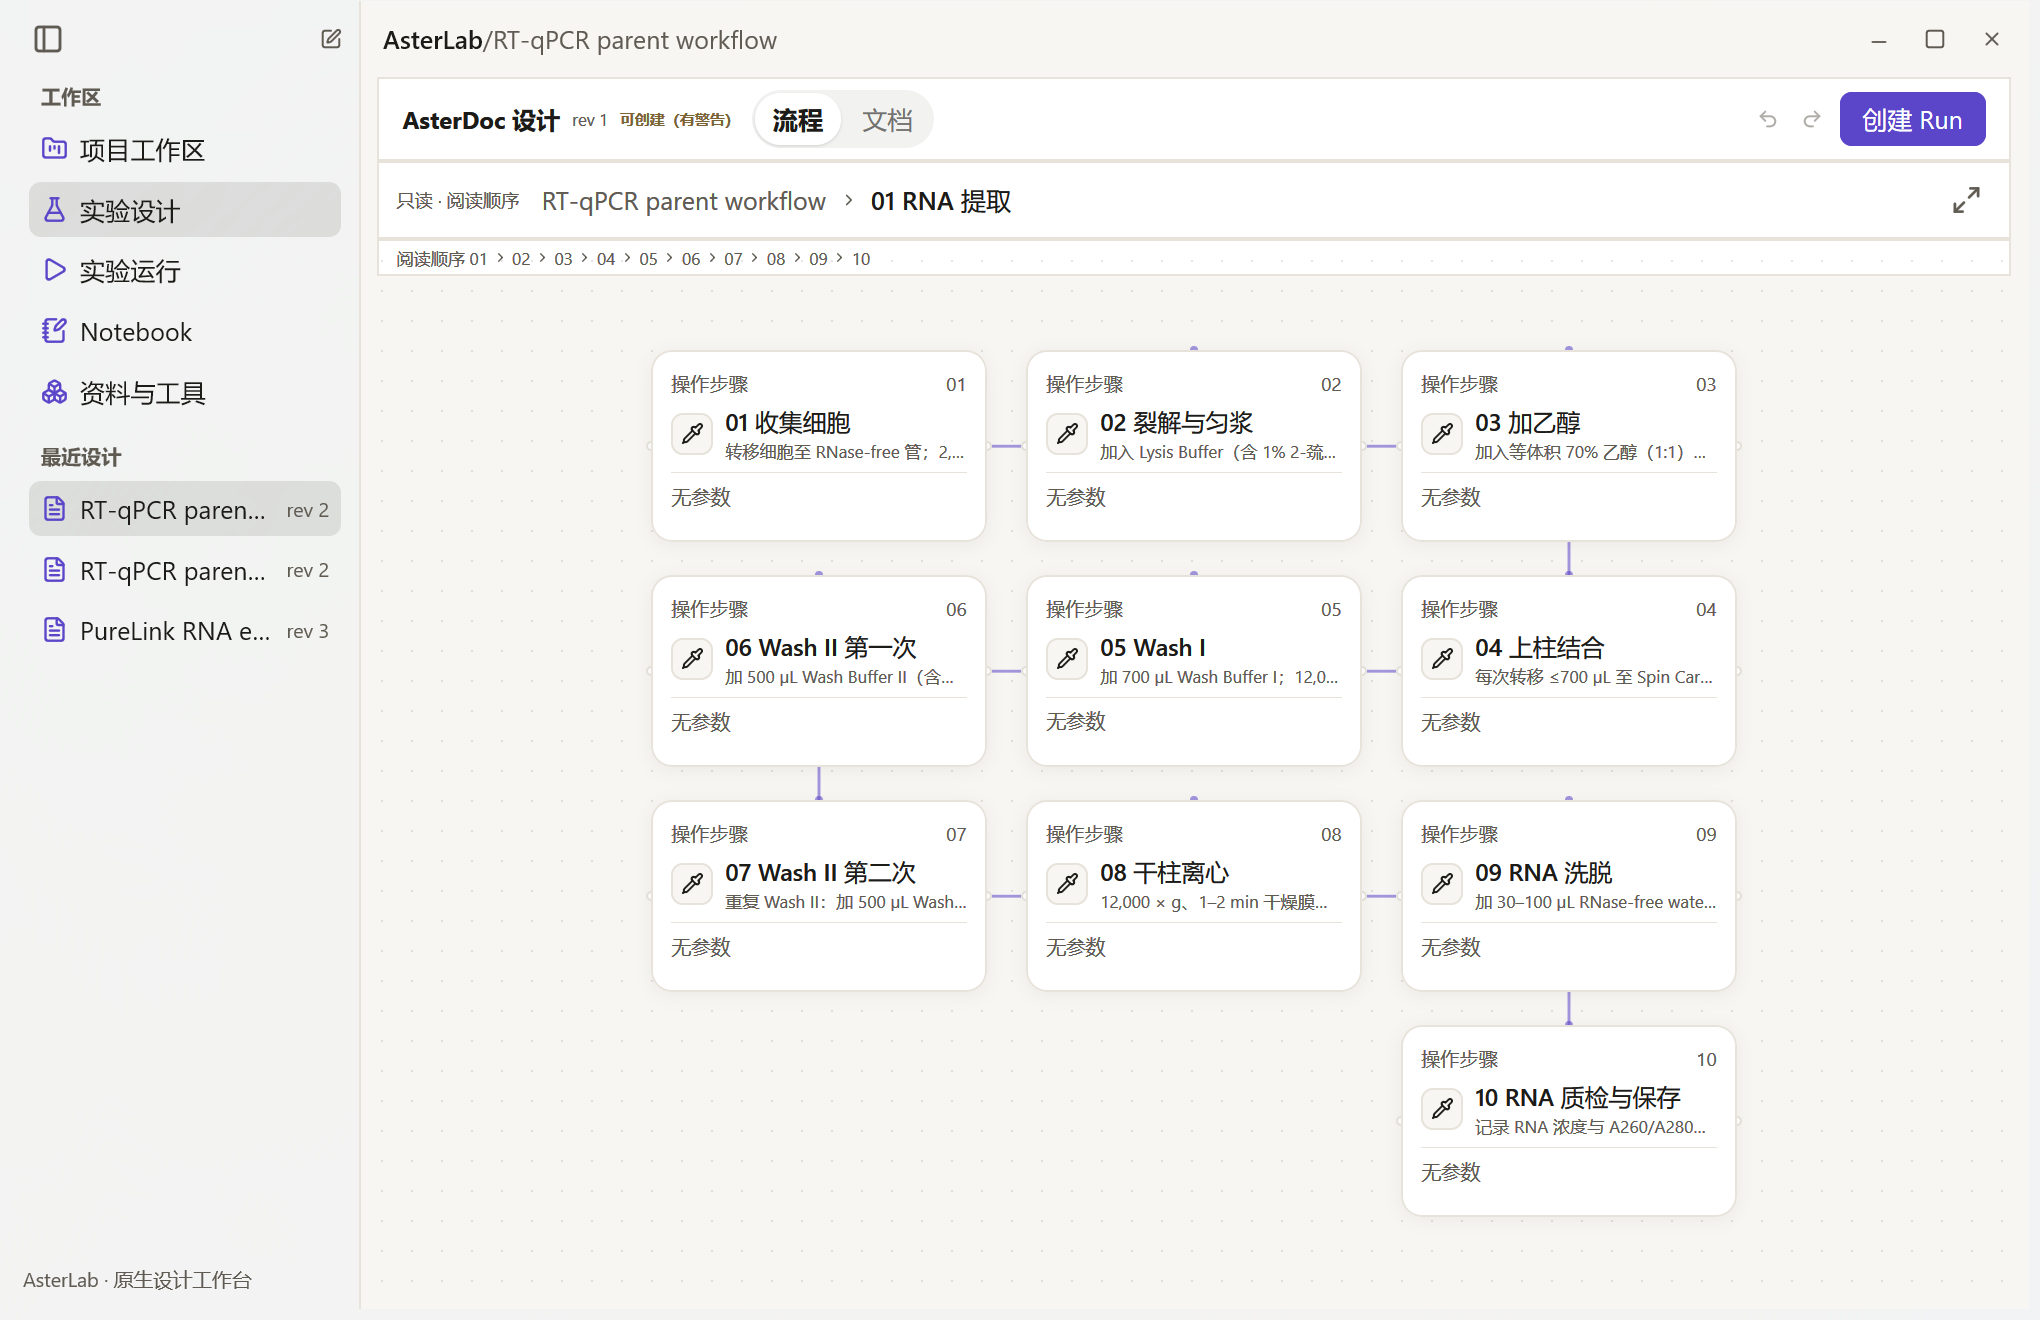 工作区
项目工作区
实验设计
实验运行
Notebook
资料与工具
最近设计
RT-qPCR paren... rev 2
RT-qPCR paren... rev 2
PureLink RNA e... rev 3
AsterLab · 原生设计工作台
AsterLab/RT-qPCR parent workflow
AsterDoc 设计 rev 1 可创建（有警告） 流程 文档 创建 Run
只读 · 阅读顺序 RT-qPCR parent workflow › 01 RNA 提取
阅读顺序 01 › 02 › 03 › 04 › 05 › 06 › 07 › 08 › 09 › 10
操作步骤 01
01 收集细胞
转移细胞至 RNase-free 管；2,...
无参数
操作步骤 02
02 裂解与匀浆
加入 Lysis Buffer（含 1% 2-巯...
无参数
操作步骤 03
03 加乙醇
加入等体积 70% 乙醇（1:1）...
无参数
操作步骤 06
06 Wash II 第一次
加 500 µL Wash Buffer II（含...
无参数
操作步骤 05
05 Wash I
加 700 µL Wash Buffer I；12,0...
无参数
操作步骤 04
04 上柱结合
每次转移 ≤700 µL 至 Spin Car...
无参数
操作步骤 07
07 Wash II 第二次
重复 Wash II：加 500 µL Wash...
无参数
操作步骤 08
08 干柱离心
12,000 × g、1–2 min 干燥膜...
无参数
操作步骤 09
09 RNA 洗脱
加 30–100 µL RNase-free wate...
无参数
操作步骤 10
10 RNA 质检与保存
记录 RNA 浓度与 A260/A280...
无参数